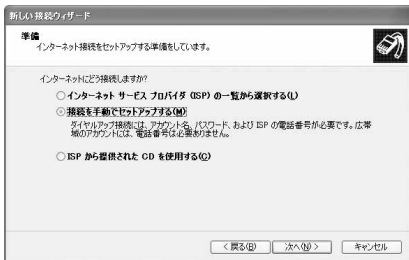 新しい接続ウィザード
準備
インターネット接続をセットアップする準備をしています。
インターネットにどう接続しますか?
インターネット サービス プロバイダ (ISP) の一覧から選択する(L)
接続を手動でセットアップする(M)
ダイヤルアップ接続には、アカウント名、パスワード、および ISP の電話番号が必要です。広帯
域のアカウントには、電話番号は必要ありません。
ISP から提供された CD を使用する(C)
< 戻る(B)
次へ(N) >
キャンセル